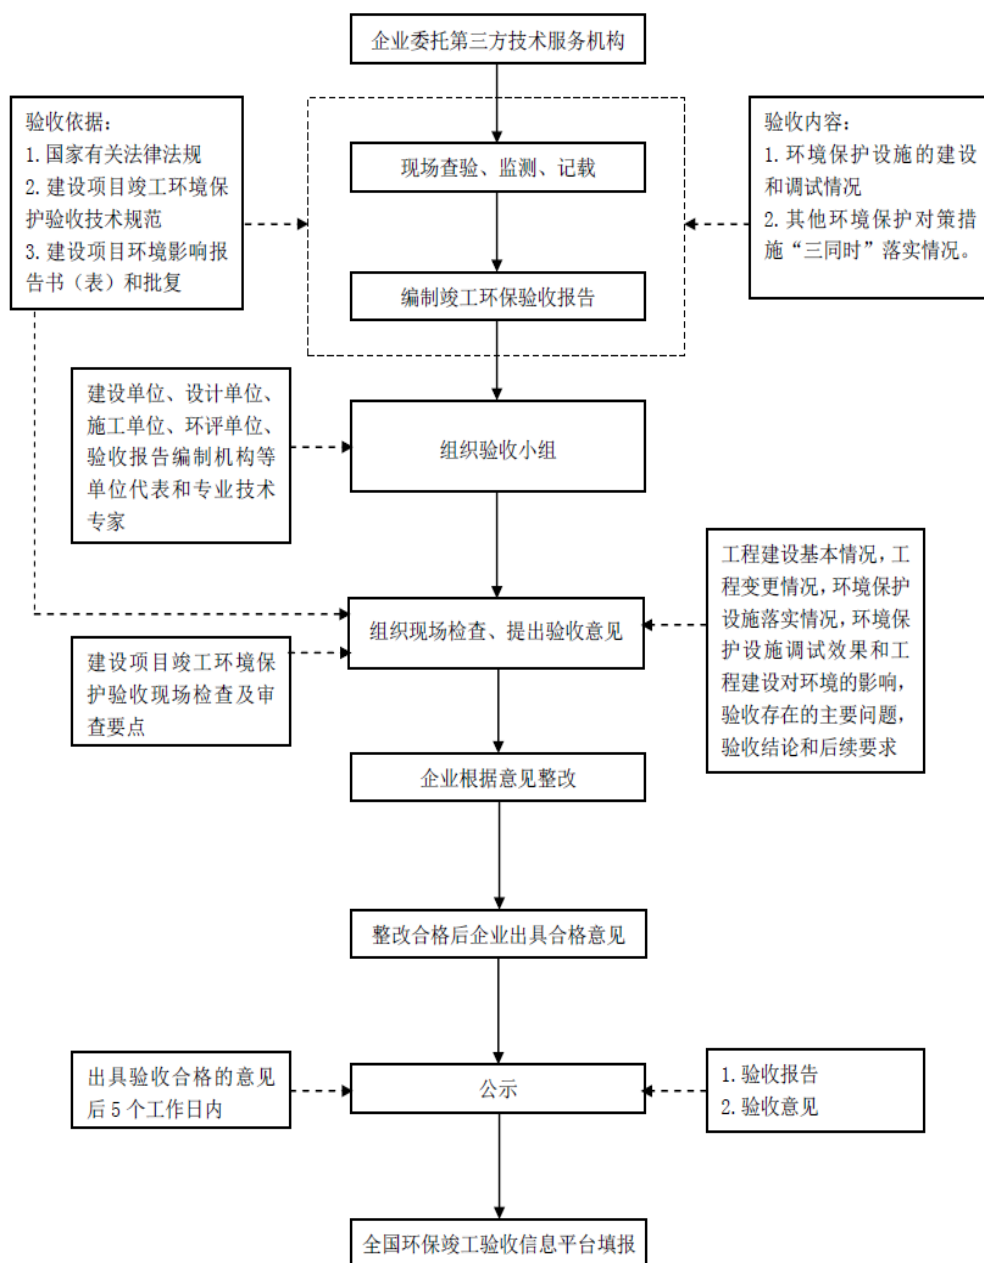 企业委托第三方技术服务机构
验收依据：
1.国家有关法律法规
2.建设项目竣工环境保
护验收技术规范
3.建设项目环境影响报
告书（表）和批复
现场查验、监测、记载
编制竣工环保验收报告
验收内容：
1.环境保护设施的建设
和调试情况
2.其他环境保护对策措
施“三同时”落实情况。
建设单位、设计单位、
施工单位、环评单位、
验收报告编制机构等
单位代表和专业技术
专家
组织验收小组
组织现场检查、提出验收意见
工程建设基本情况，工
程变更情况，环境保护
设施落实情况，环境保
护设施调试效果和工
程建设对环境的影响，
验收存在的主要问题，
验收结论和后续要求
建设项目竣工环境保
护验收现场检查及审
查要点
企业根据意见整改
整改合格后企业出具合格意见
出具验收合格的意见
后5个工作日内
公示
1.验收报告
2.验收意见
全国环保竣工验收信息平台填报